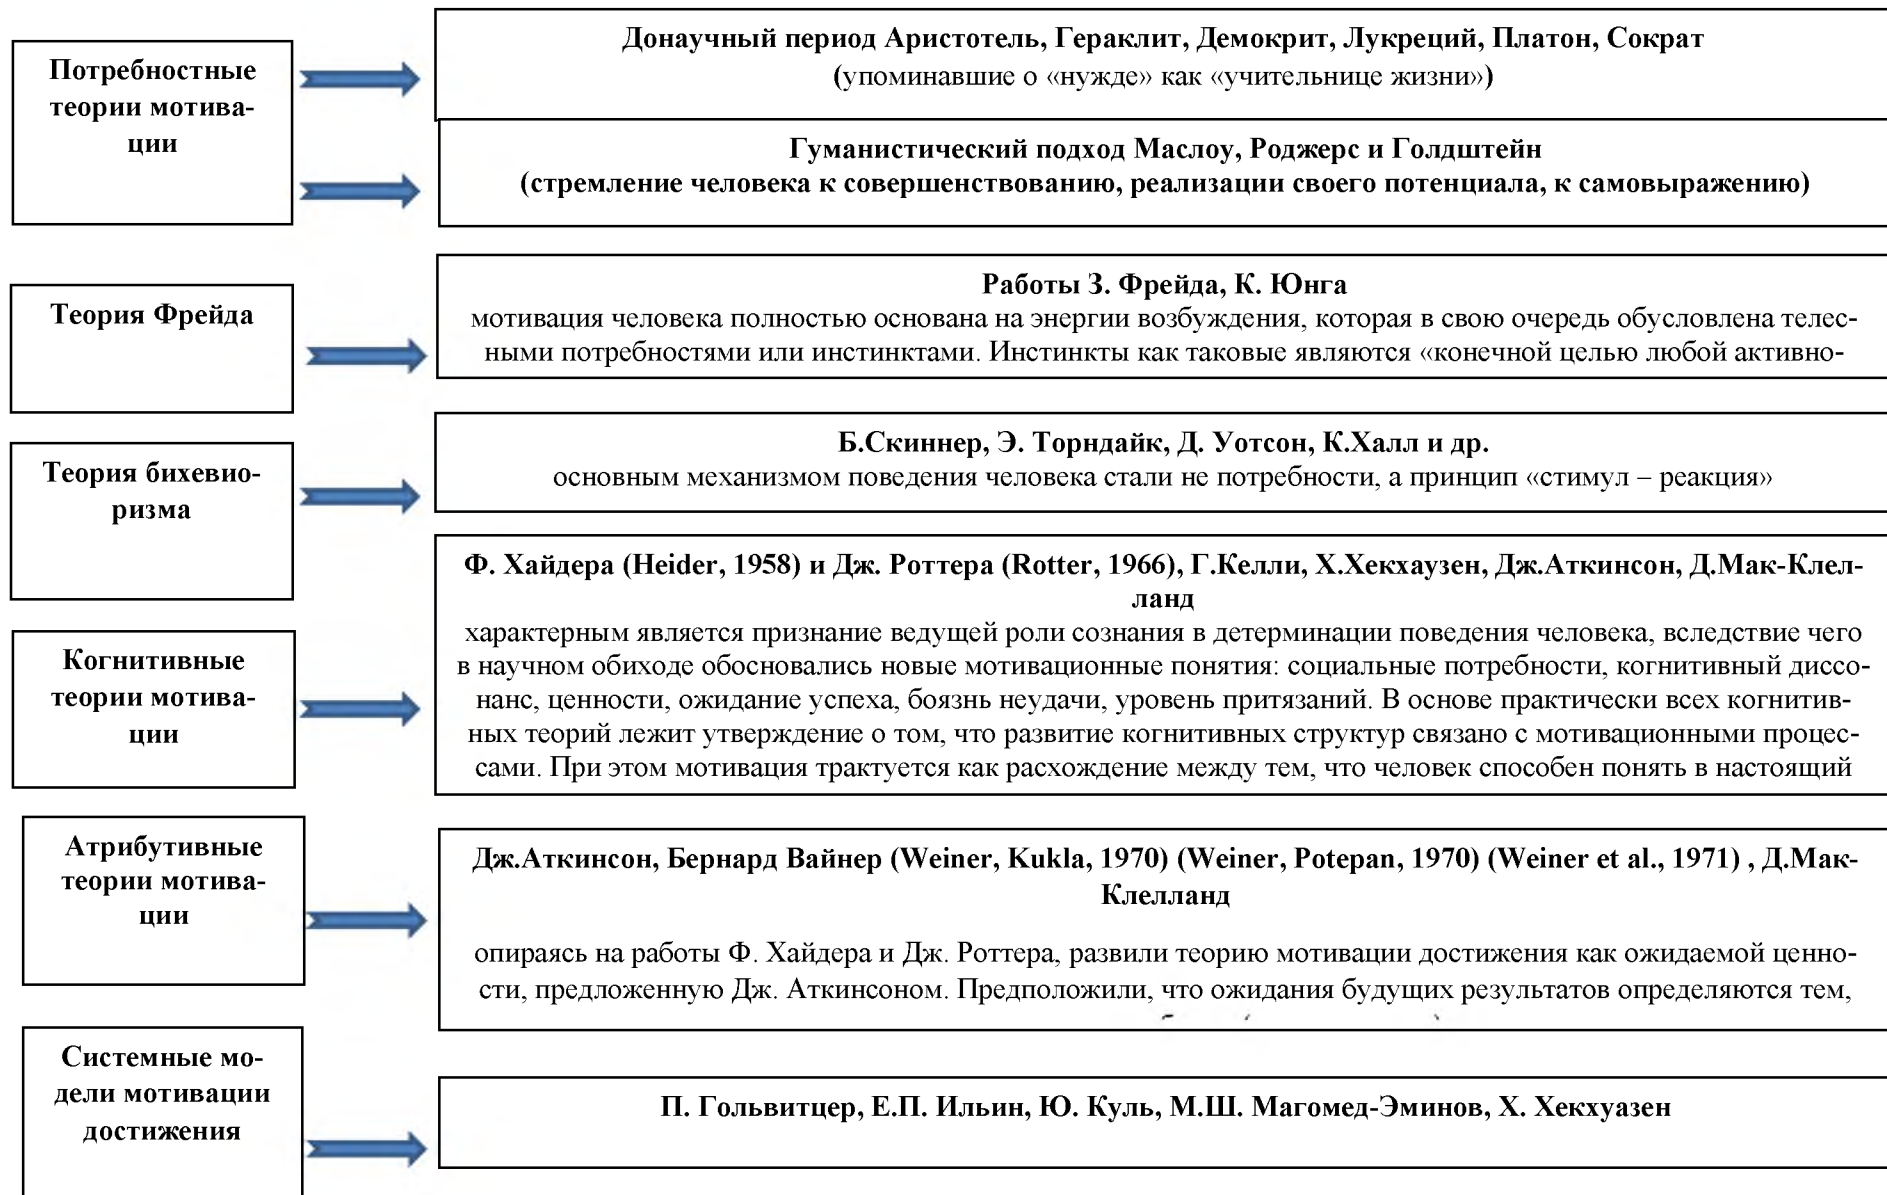 Потребностные
теории мотива-
ции
Донаучный период Аристотель, Гераклит, Демокрит, Лукреций, Платон, Сократ
(упоминавшие о «нужде» как «учительнице жизни»)
Гуманистический подход Маслоу, Роджерс и Голдштейн
(стремление человека к совершенствованию, реализации своего потенциала, к самовыражению)
Теория Фрейда
Работы З. Фрейда, К. Юнга
мотивация человека полностью основана на энергии возбуждения, которая в свою очередь обусловлена телес-
ными потребностями или инстинктами. Инстинкты как таковые являются «конечной целью любой активно-
Теория бихевио-
ризма
Б.Скиннер, Э. Торндайк, Д. Уотсон, К.Халл и др.
основным механизмом поведения человека стали не потребности, а принцип «стимул – реакция»
Когнитивные
теории мотива-
ции
Ф. Хайдера (Heider, 1958) и Дж. Роттера (Rotter, 1966), Г.Келли, Х.Хекхаузен, Дж.Аткинсон, Д.Мак-Клел-
ланд
характерным является признание ведущей роли сознания в детерминации поведения человека, вследствие чего
в научном обиходе обосновались новые мотивационные понятия: социальные потребности, когнитивный диссо-
нанс, ценности, ожидание успеха, боязнь неудачи, уровень притязаний. В основе практически всех когнитив-
ных теорий лежит утверждение о том, что развитие когнитивных структур связано с мотивационными процес-
сами. При этом мотивация трактуется как расхождение между тем, что человек способен понять в настоящий
Атрибутивные
теории мотива-
ции
Дж.Аткинсон, Бернард Вайнер (Weiner, Kukla, 1970) (Weiner, Potepan, 1970) (Weiner et al., 1971) , Д.Мак-
Клелланд
опираясь на работы Ф. Хайдера и Дж. Роттера, развили теорию мотивации достижения как ожидаемой ценно-
сти, предложенную Дж. Аткинсоном. Предположили, что ожидания будущих результатов определяются тем,
Системные мо-
дели мотивации
достижения
П. Гольвитцер, Е.П. Ильин, Ю. Куль, М.Ш. Магомед-Эминов, Х. Хекхуазен